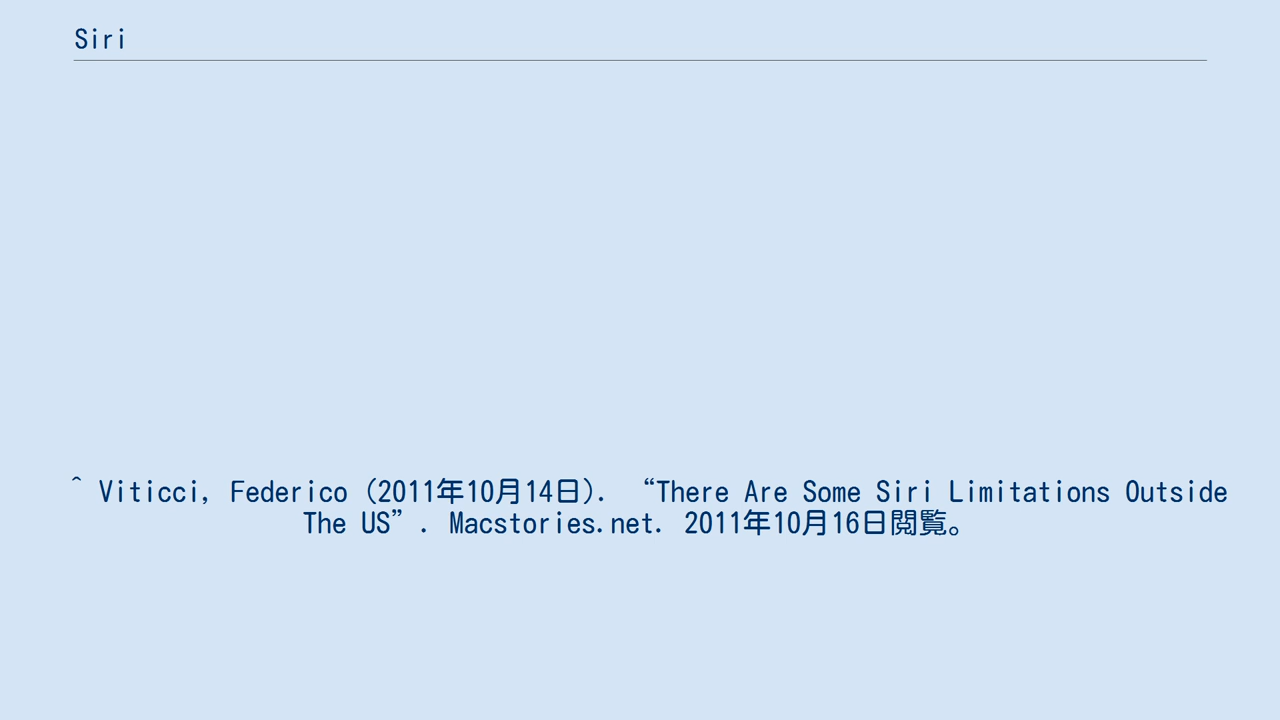 Siri
^ Viticci, Federico (2011年10月14日). “There Are Some Siri Limitations Outside
The US”. Macstories.net. 2011年10月16日閲覧。